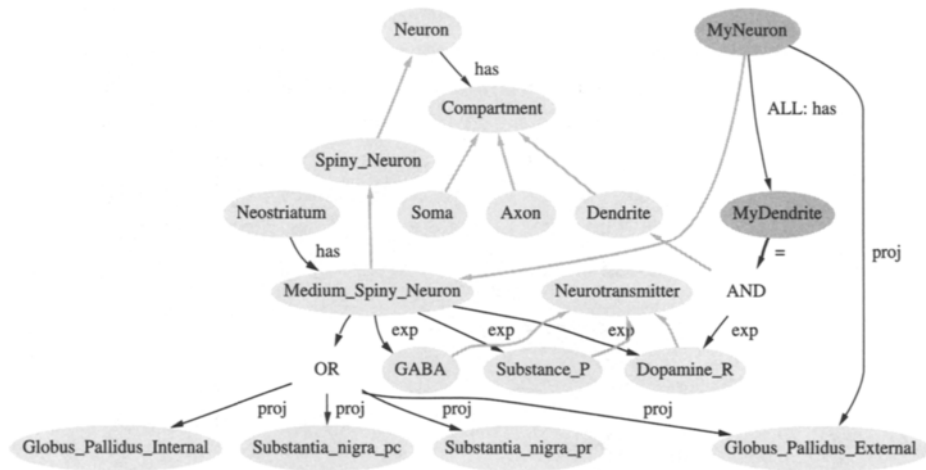 Neuron MyNeuron
has
Compartment ALL: has
Spiny_Neuron
Neostriatum Soma Axon Dendrite MyDendrite
has = proj
Medium_Spiny_Neuron Neurotransmitter AND
exp exp exp exp
OR GABA Substance_P Dopamine_R
proj proj proj proj
Globus_Pallidus_Internal Substantia_nigra_pc Substantia_nigra_pr Globus_Pallidus_External